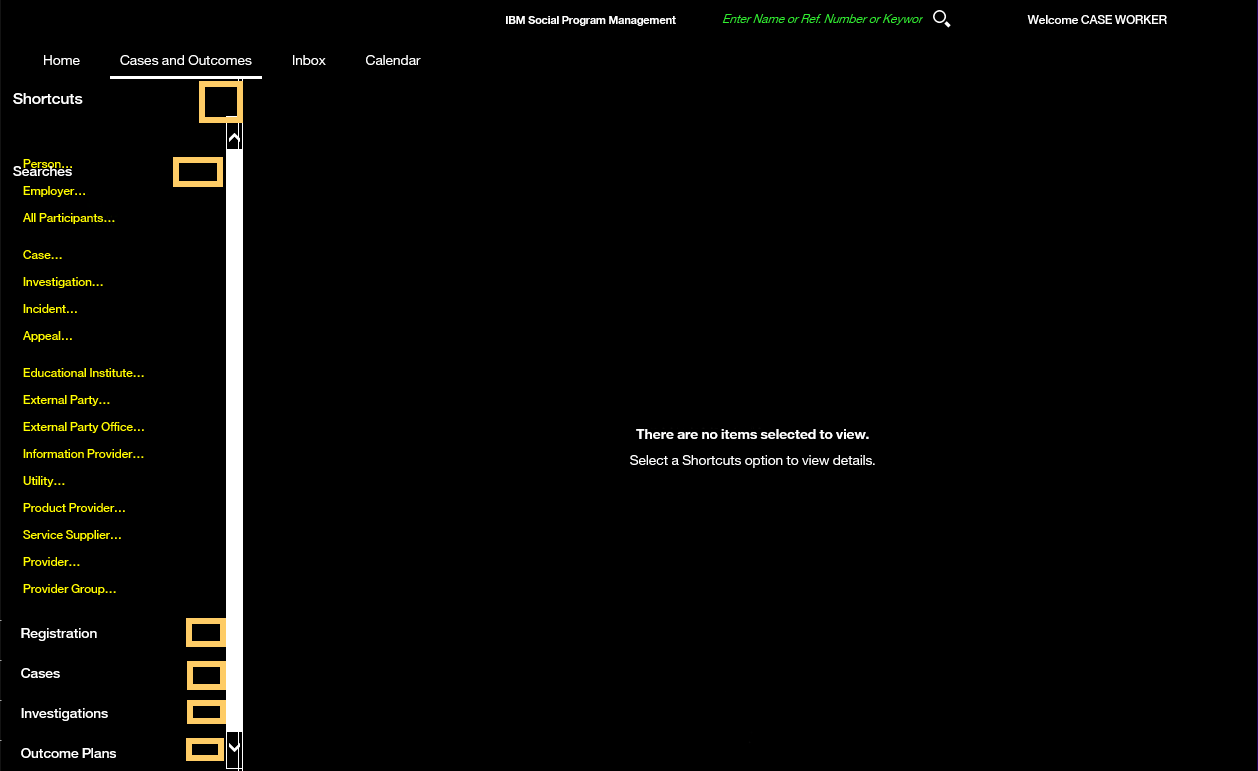 IBM Social Program Management
Enter Name or Ref. Number or Keywor
Welcome CASE WORKER
Home
Cases and Outcomes
Inbox
Calendar
Shortcuts
Person...
Searches
Employer...
All Participants...
Case...
Investigation...
Incident...
Appeal...
Educational Institute...
External Party...
External Party Office...
Information Provider...
Utility...
Product Provider...
Service Supplier...
Provider...
Provider Group...
There are no items selected to view.
Select a Shortcuts option to view details.
Registration
Cases
Investigations
Outcome Plans